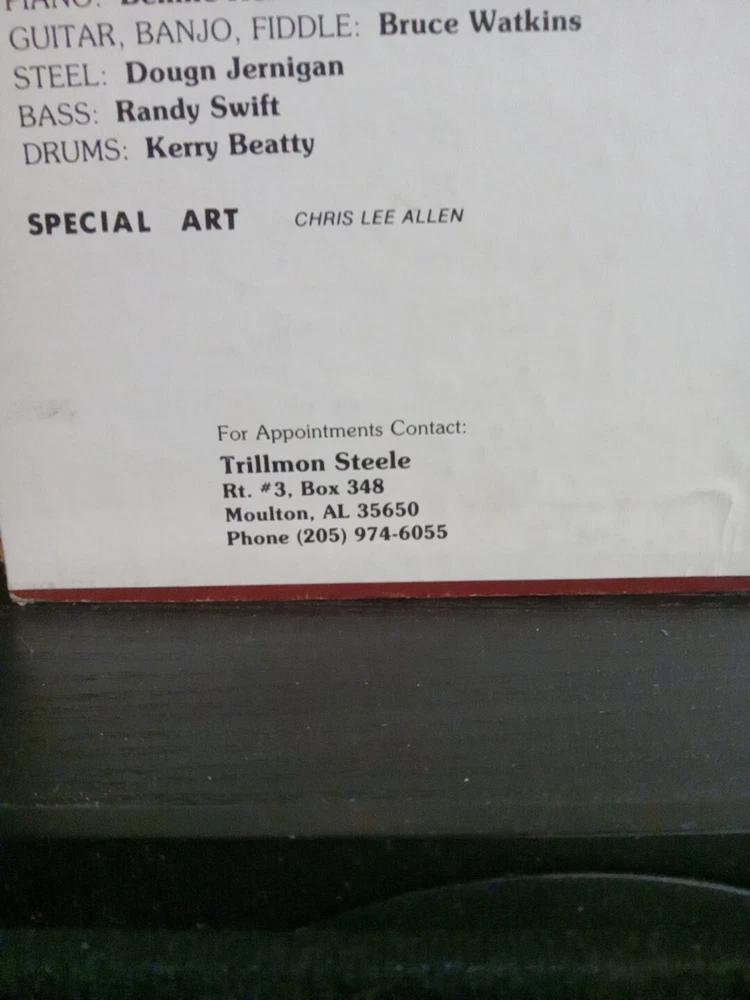 PIANO:
GUITAR, BANJO, FIDDLE: Bruce Watkins
STEEL: Dougn Jernigan
BASS: Randy Swift
DRUMS: Kerry Beatty
SPECIAL ART CHRIS LEE ALLEN
For Appointments Contact:
Trillmon Steele
Rt. #3, Box 348
Moulton, AL 35650
Phone (205) 974-6055